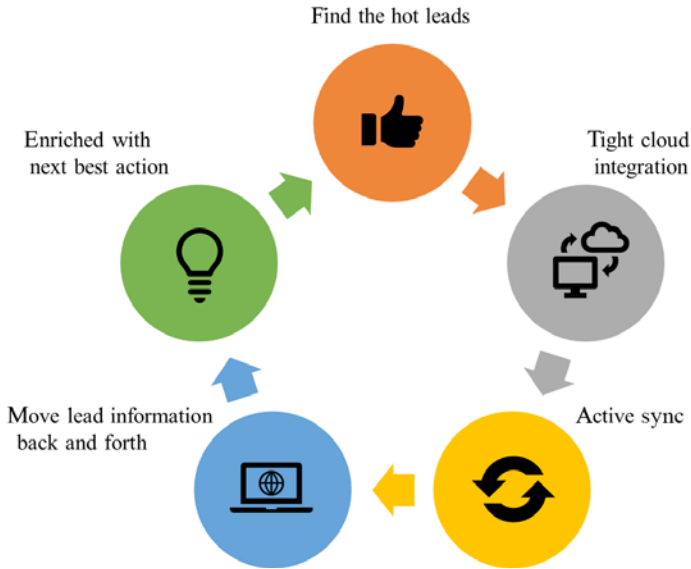 Find the hot leads
Tight cloud
integration
Active sync
Move lead information
back and forth
Enriched with
next best action